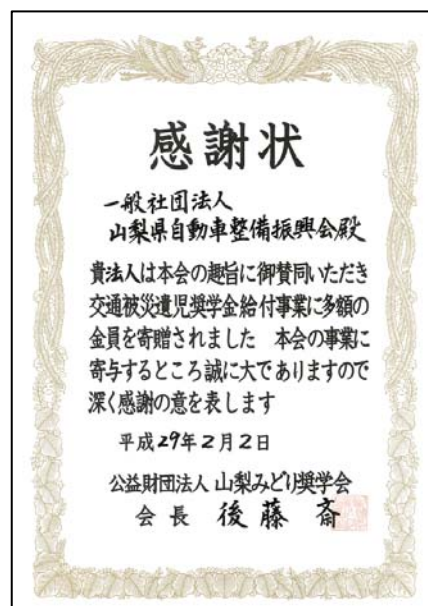 感謝状
一般社団法人
山梨県自動車整備振興会殿
貴法人は本会の趣旨に御賛同いただき
交通被災遺児奨学金給付事業に多額の
金員を寄贈されました　本会の事業に
寄与するところ誠に大でありますので
深く感謝の意を表します
平成29年2月2日
公益財団法人 山梨みどり奨学会
会長 後藤 斎